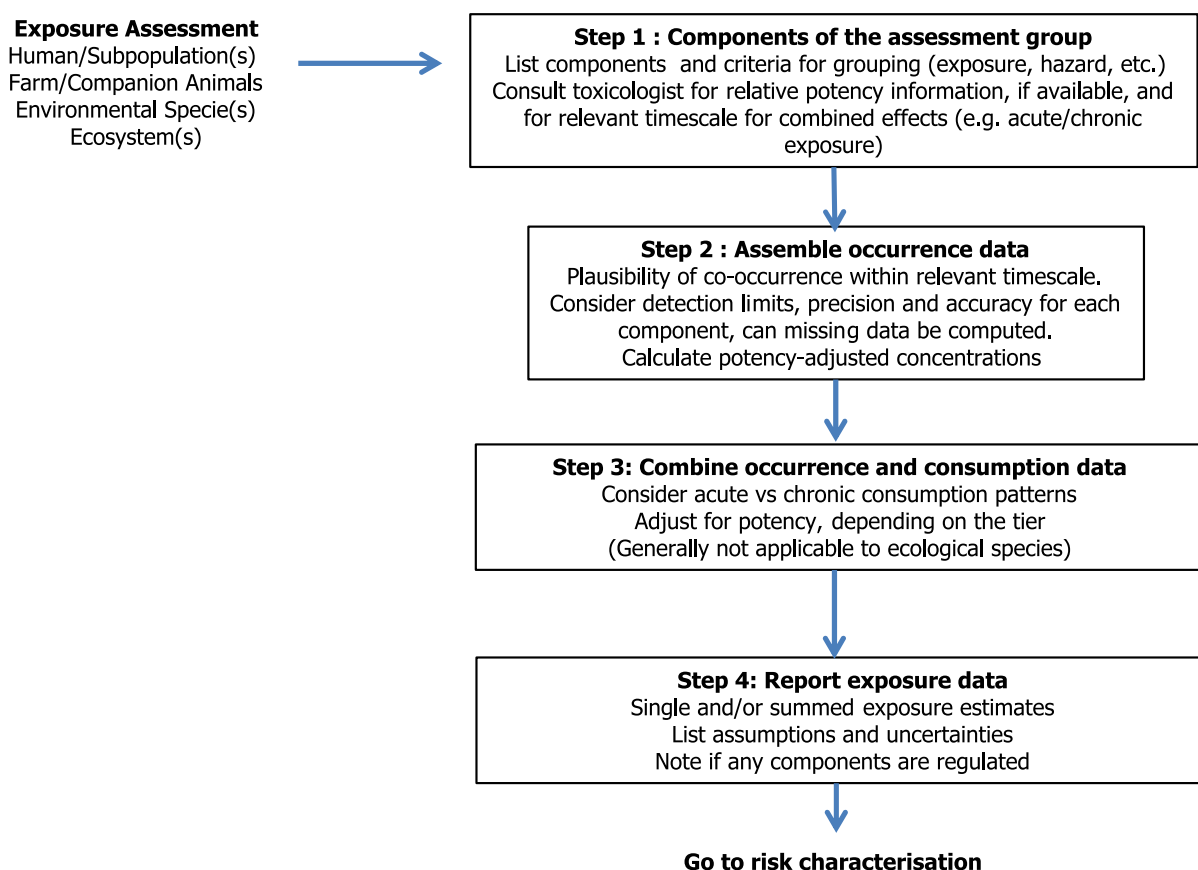 Exposure Assessment
Human/Subpopulation(s)
Farm/Companion Animals
Environmental Specie(s)
Ecosystem(s)
Step 1 : Components of the assessment group
List components and criteria for grouping (exposure, hazard, etc.)
Consult toxicologist for relative potency information, if available, and
for relevant timescale for combined effects (e.g. acute/chronic
exposure)
Step 2 : Assemble occurrence data
Plausibility of co-occurrence within relevant timescale.
Consider detection limits, precision and accuracy for each
component, can missing data be computed.
Calculate potency-adjusted concentrations
Step 3: Combine occurrence and consumption data
Consider acute vs chronic consumption patterns
Adjust for potency, depending on the tier
(Generally not applicable to ecological species)
Step 4: Report exposure data
Single and/or summed exposure estimates
List assumptions and uncertainties
Note if any components are regulated
Go to risk characterisation